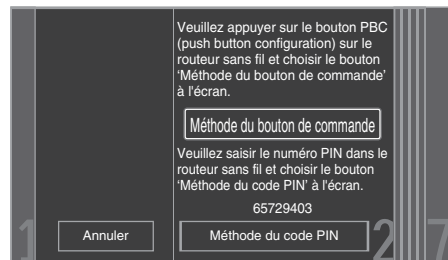 Veuillez appuyer sur le bouton PBC
(push button configuration) sur le
routeur sans fil et choisir le bouton
‘Méthode du bouton de commande’
à l'écran.
Méthode du bouton de commande
Veuillez saisir le numéro PIN dans le
routeur sans fil et choisir le bouton
‘Méthode du code PIN’ à l'écran.
65729403
1
Annuler
Méthode du code PIN
2
7